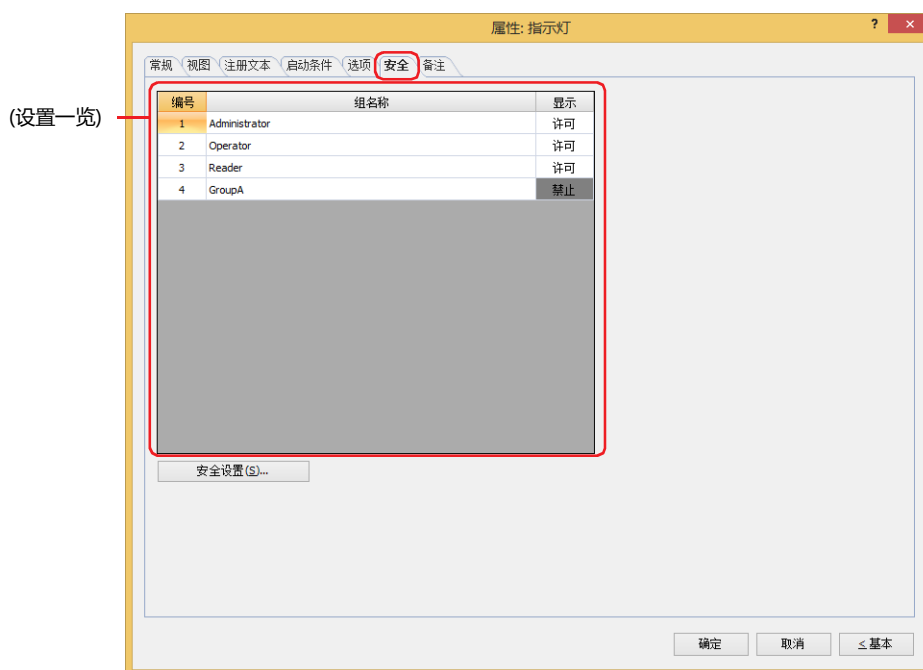 属性: 指示灯
? ×
常规 视图 注册文本 启动条件 选项 安全 备注
(设置一览)
编号 组名称 显示
1 Administrator 许可
2 Operator 许可
3 Reader 许可
4 GroupA 禁止
安全设置(S)...
确定 取消 ≤基本